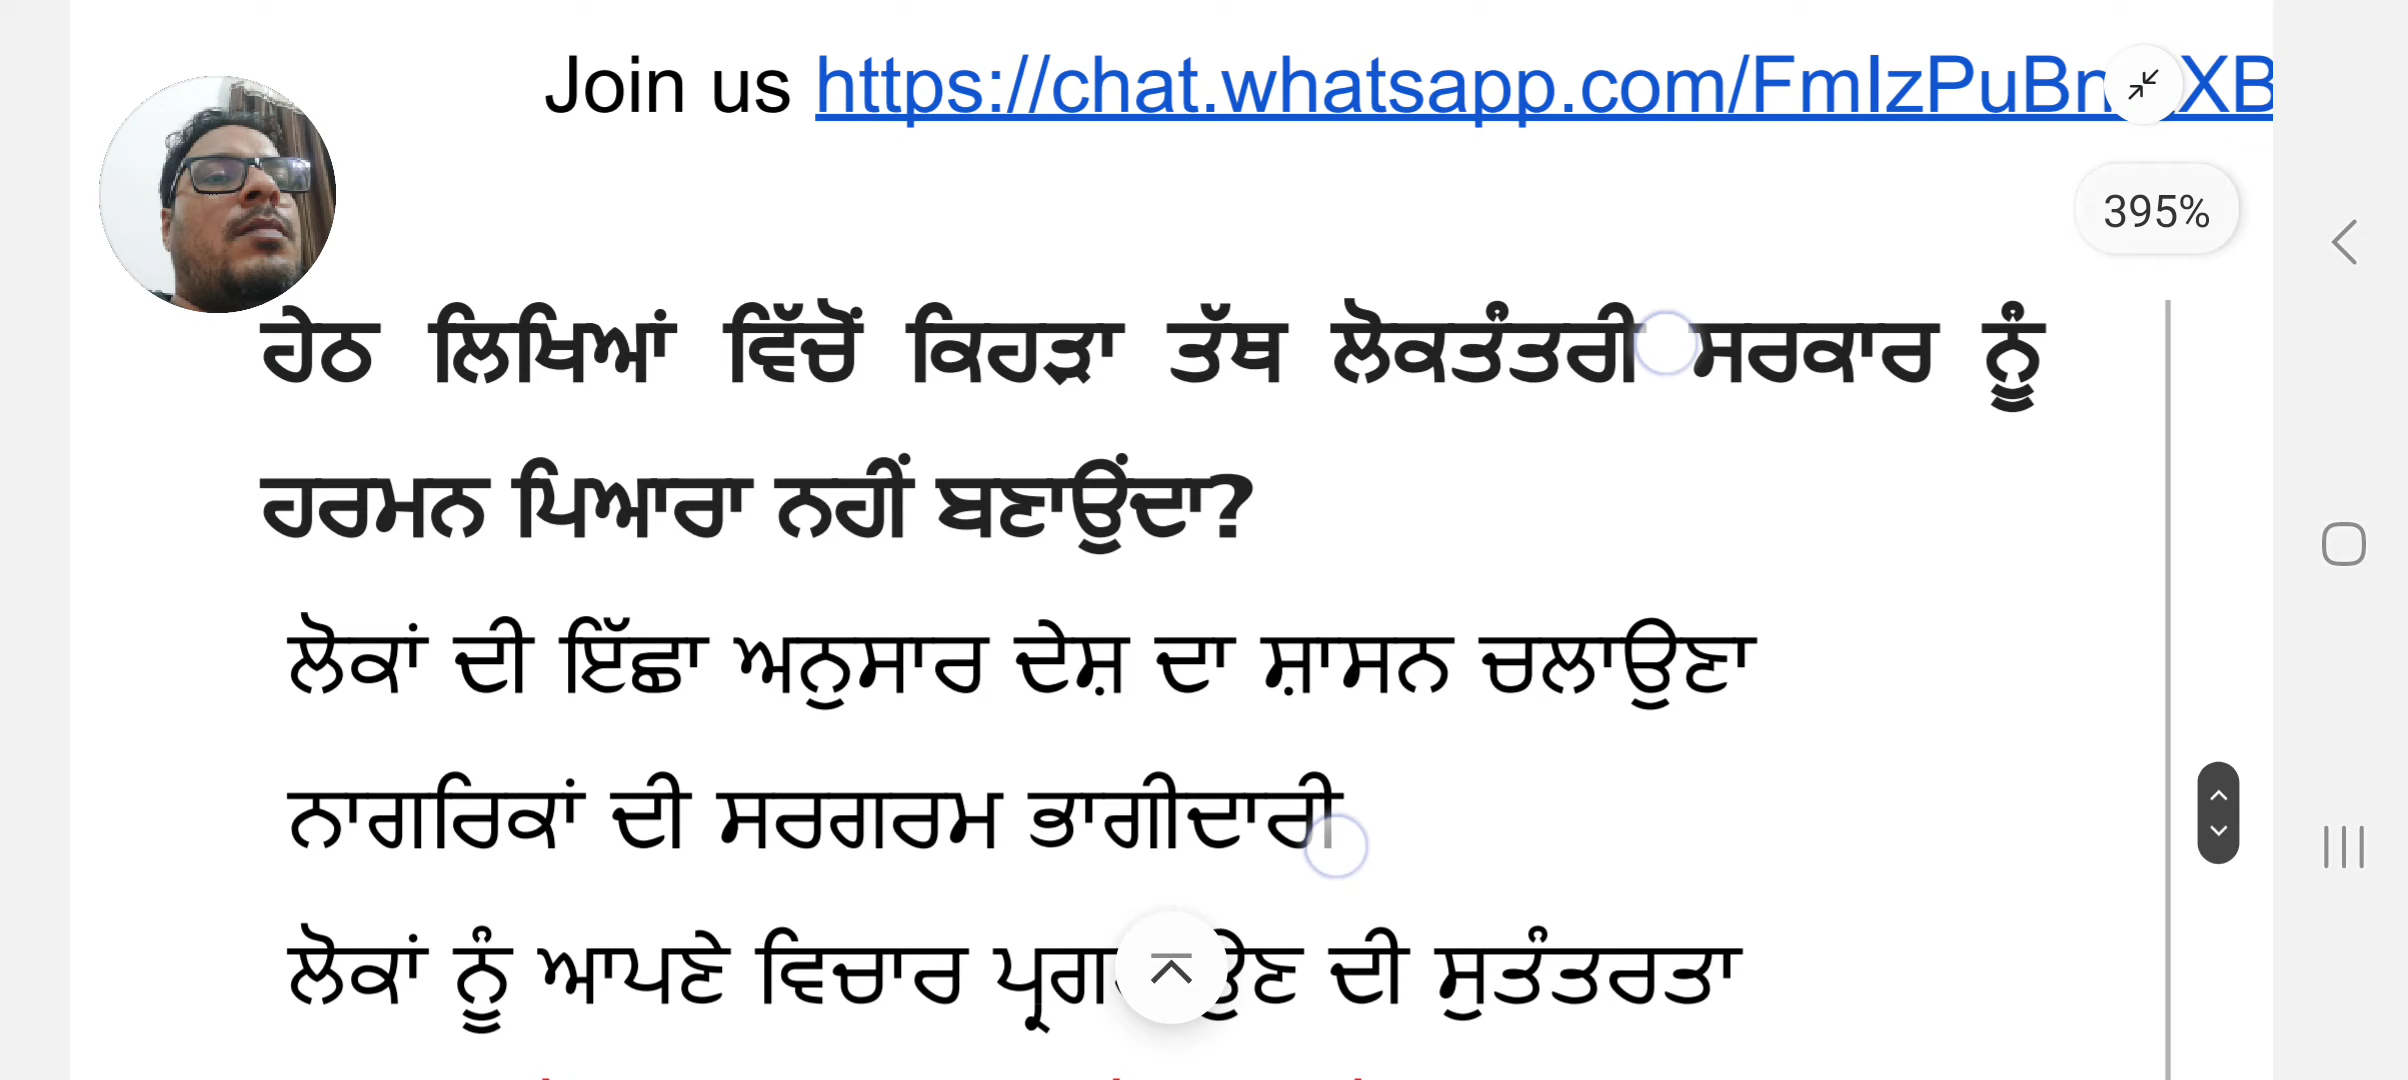 Join us https://chat.whatsapp.com/FmIzPuBn XB
395%
ਹੇਠ ਲਿਖਿਆਂ ਵਿੱਚੋਂ ਕਿਹੜਾ ਤੱਥ ਲੋਕਤੰਤਰੀ ਸਰਕਾਰ ਨੂੰ
ਹਰਮਨ ਪਿਆਰਾ ਨਹੀਂ ਬਣਾਉਂਦਾ?
ਲੋਕਾਂ ਦੀ ਇੱਛਾ ਅਨੁਸਾਰ ਦੇਸ਼ ਦਾ ਸ਼ਾਸਨ ਚਲਾਉਣਾ
ਨਾਗਰਿਕਾਂ ਦੀ ਸਰਗਰਮ ਭਾਗੀਦਾਰੀ
ਲੋਕਾਂ ਨੂੰ ਆਪਣੇ ਵਿਚਾਰ ਦੀ ਸੁਤੰਤਰਤਾ